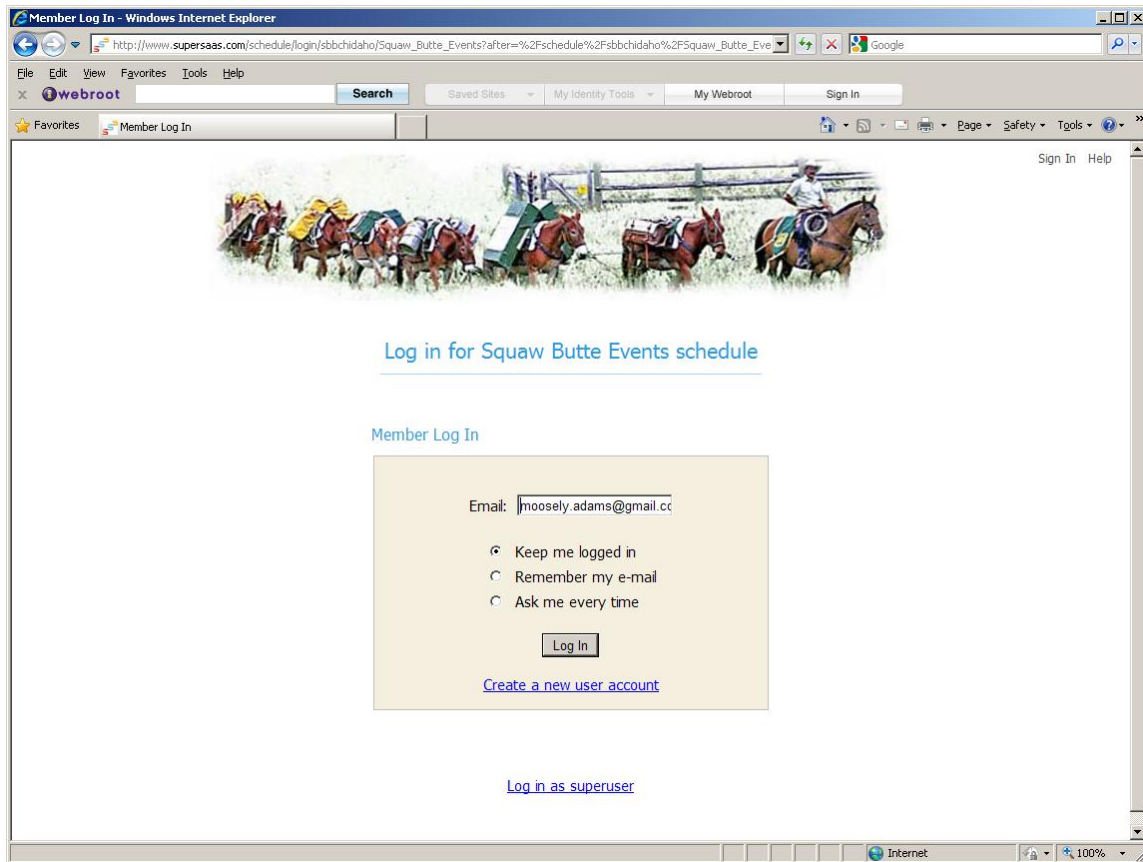 Member Log In - Windows Internet Explorer
http://www.supersaas.com/schedule/login/sbbchidaho/Squaw_Butte_Events?after=%2Fschedule%2Fsbbchidaho%2FSquaw_Butte_Eve
Google
File Edit View Favorites Tools Help
x webroot Search Saved Sites My Identity Tools My Webroot Sign In
Favorites Member Log In Page Safety Tools »
Sign In Help
Log in for Squaw Butte Events schedule
Member Log In
Email: moosely.adams@gmail.cc
Keep me logged in
Remember my e-mail
Ask me every time
Log In
Create a new user account
Log in as superuser
Internet 100%